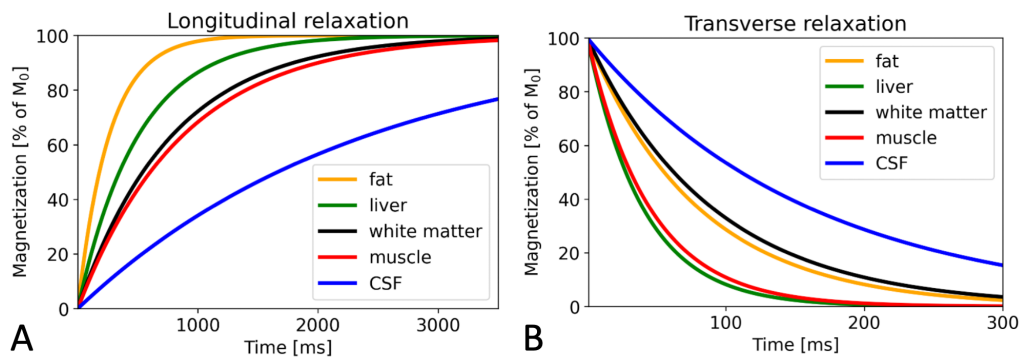 Longitudinal relaxation
Magnetization [% of M₀]
100
80
60
40
20
0
fat
liver
white matter
muscle
CSF
1000
2000
3000
Time [ms]
A
Transverse relaxation
Magnetization [% of M₀]
100
80
60
40
20
0
fat
liver
white matter
muscle
CSF
100
200
300
Time [ms]
B